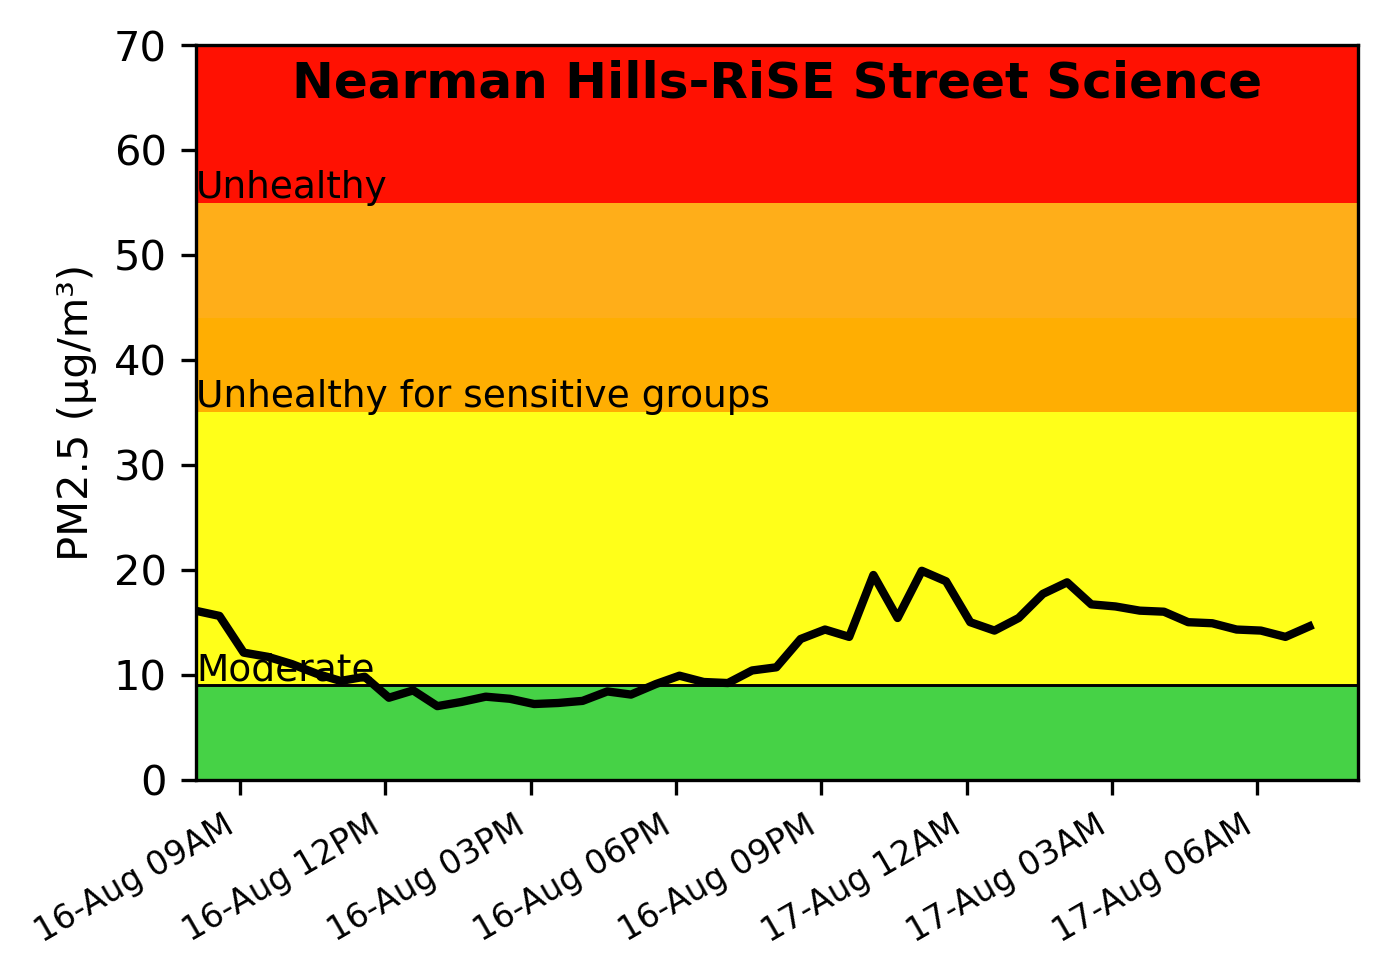 Nearman Hills-RiSE Street Science
70
60
50
40
30
20
10
0
PM2.5 (µg/m³)
Unhealthy
Unhealthy for sensitive groups
Moderate
16-Aug 09AM
16-Aug 12PM
16-Aug 03PM
16-Aug 06PM
16-Aug 09PM
17-Aug 12AM
17-Aug 03AM
17-Aug 06AM